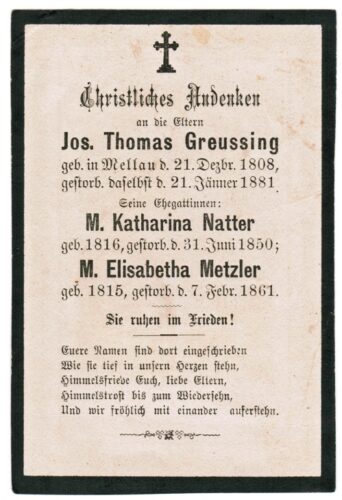 Christliches Andenken
an die Eltern
Jos. Thomas Greussing
geb. in Mellau d. 21. Dezbr. 1808,
gestorb. daselbst d. 21. Jänner 1881.
Seine Ehegattinnen:
M. Katharina Natter
geb. 1816, gestorb. d. 31. Juni 1850;
M. Elisabetha Metzler
geb. 1815, gestorb. d. 7. Febr. 1861.
Sie ruhen im Frieden!
Euere Namen sind dort eingeschrieben
Wie sie tief in unsern Herzen stehn,
Himmelsfriede Euch, liebe Eltern,
Himmelstrost bis zum Wiedersehn,
Und wir fröhlich mit einander auferstehn.